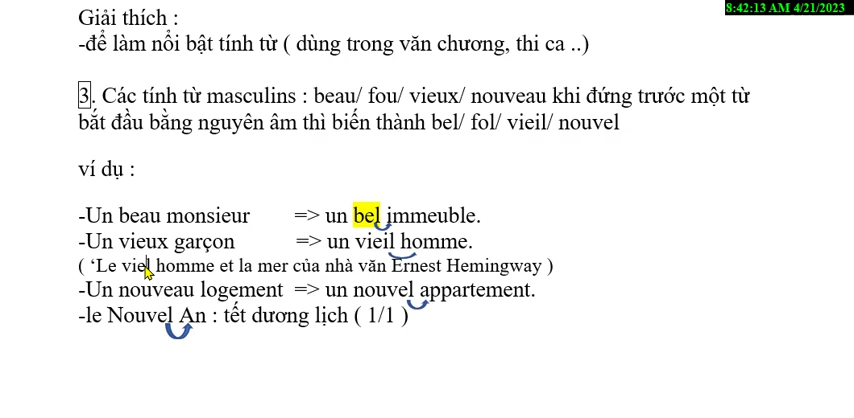 8:42:13 AM 4/21/2023
Giải thích :
-để làm nổi bật tính từ ( dùng trong văn chương, thi ca ..)
3. Các tính từ masculins : beau/ fou/ vieux/ nouveau khi đứng trước một từ
bắt đầu bằng nguyên âm thì biến thành bel/ fol/ vieil/ nouvel
ví dụ :
-Un beau monsieur => un bel immeuble.
-Un vieux garçon => un vieil homme.
( ‘Le viel homme et la mer của nhà văn Ernest Hemingway )
-Un nouveau logement => un nouvel appartement.
-le Nouvel An : tết dương lịch ( 1/1 )